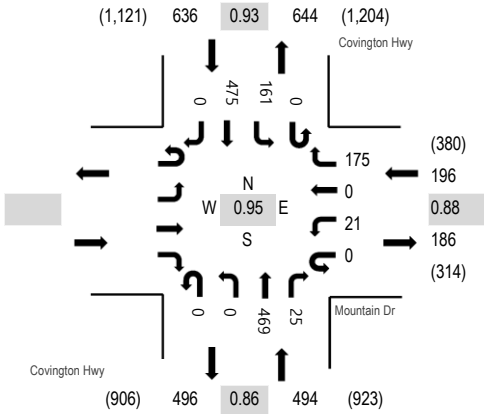 (1,121) 636 0.93 644 (1,204)
Covington Hwy
0 475 161 0
(380)
175
196
N
0
W 0.95 E
0.88
21
S
186
0
(314)
0 0 469 25
Mountain Dr
Covington Hwy
(906) 496 0.86 494 (923)